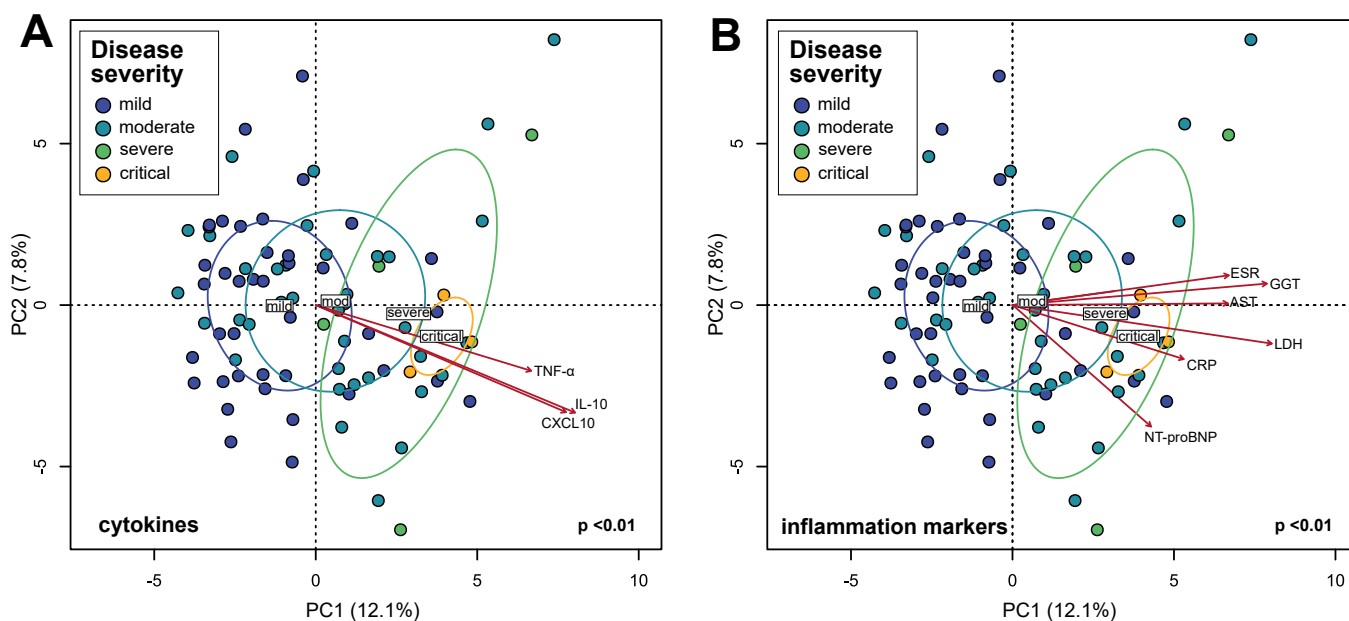 A
Disease
severity
mild
moderate
severe
critical
5
0
-5
PC2 (7.8%)
mild
mod
severe
critical
TNF-α
IL-10
CXCL10
cytokines
p <0.01
-5
0
5
10
PC1 (12.1%)
B
Disease
severity
mild
moderate
severe
critical
5
0
-5
PC2 (7.8%)
mild
mod
severe
critical
ESR
GGT
AST
LDH
CRP
NT-proBNP
inflammation markers
p <0.01
-5
0
5
10
PC1 (12.1%)